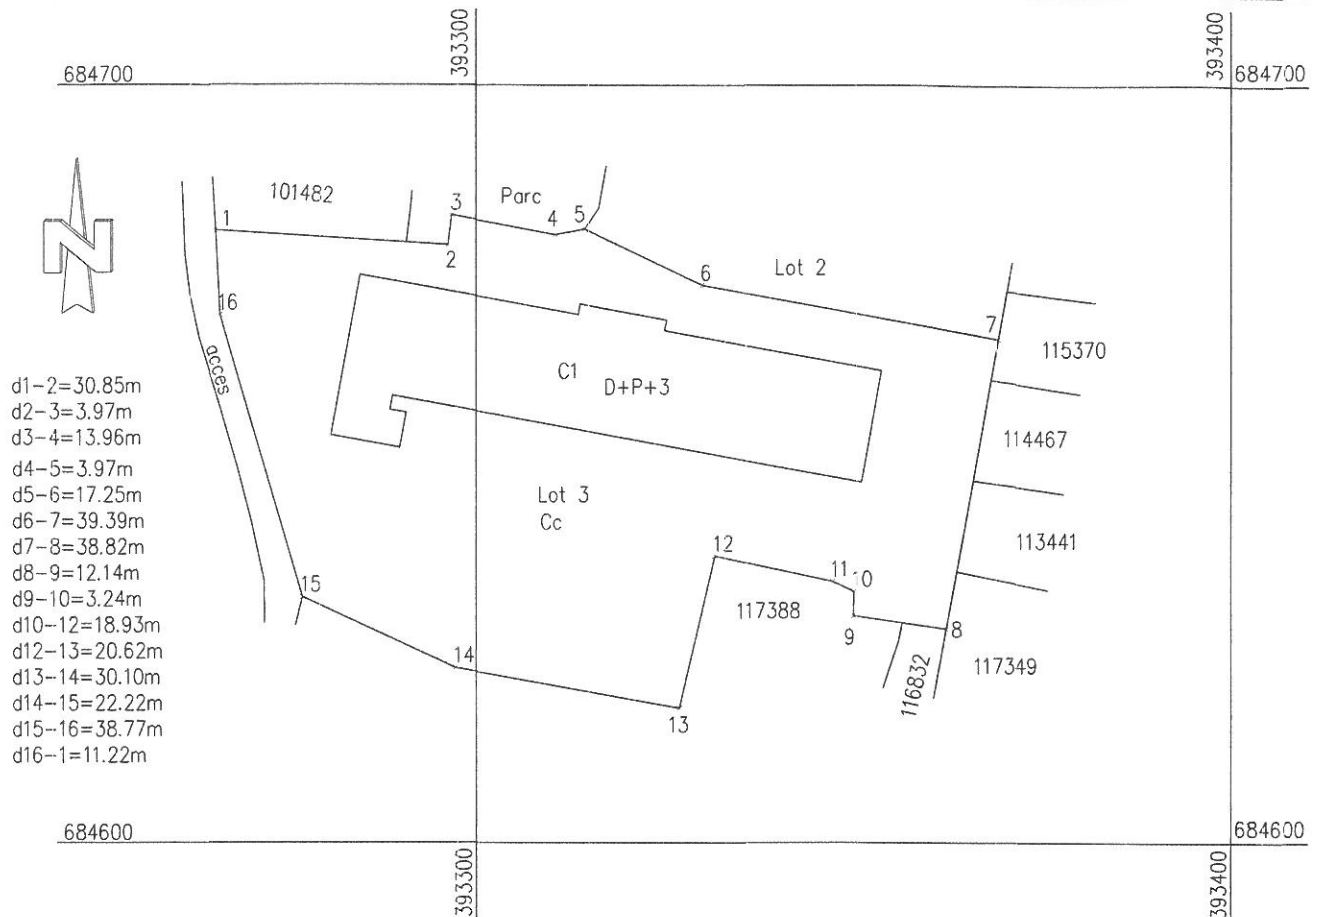 393300
393400
684700
684700
101482
Parc
1
2
3
4
5
6
Lot 2
7
16
acces
115370
C1
D+P+3
114467
d1-2=30.85m
d2-3=3.97m
d3-4=13.96m
d4-5=3.97m
d5-6=17.25m
d6-7=39.39m
d7-8=38.82m
d8-9=12.14m
d9-10=3.24m
d10-12=18.93m
d12-13=20.62m
d13-14=30.10m
d14-15=22.22m
d15-16=38.77m
d16-1=11.22m
Lot 3
Cc
113441
12
11
10
15
117388
9
8
14
116832
117349
13
684600
684600
393300
393400